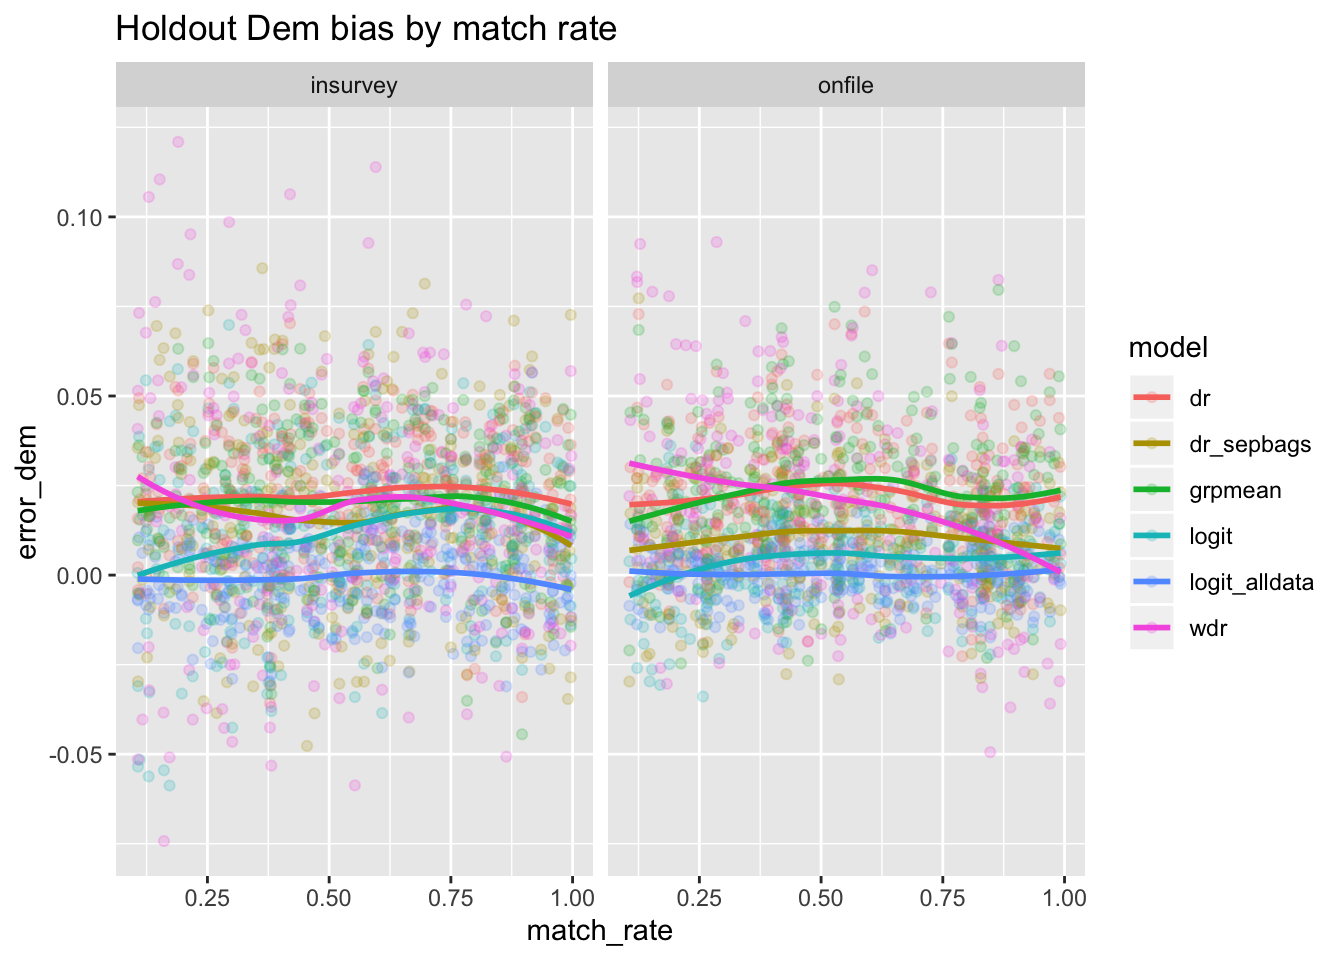 Holdout Dem bias by match rate
insurvey
onfile
error_dem
0.10
0.05
0.00
-0.05
0.25 0.50 0.75 1.00
0.25 0.50 0.75 1.00
match_rate
model
dr
dr_sepbags
grpmean
logit
logit_alldata
wdr